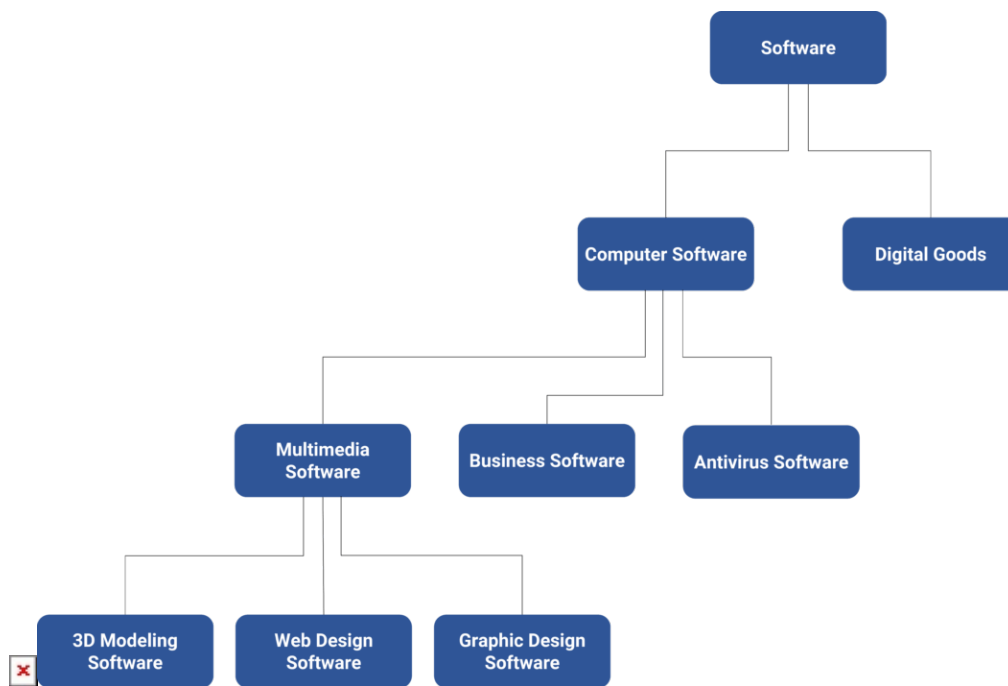 Software
Computer Software
Digital Goods
Multimedia
Software
Business Software
Antivirus Software
3D Modeling
Software
Web Design
Software
Graphic Design
Software